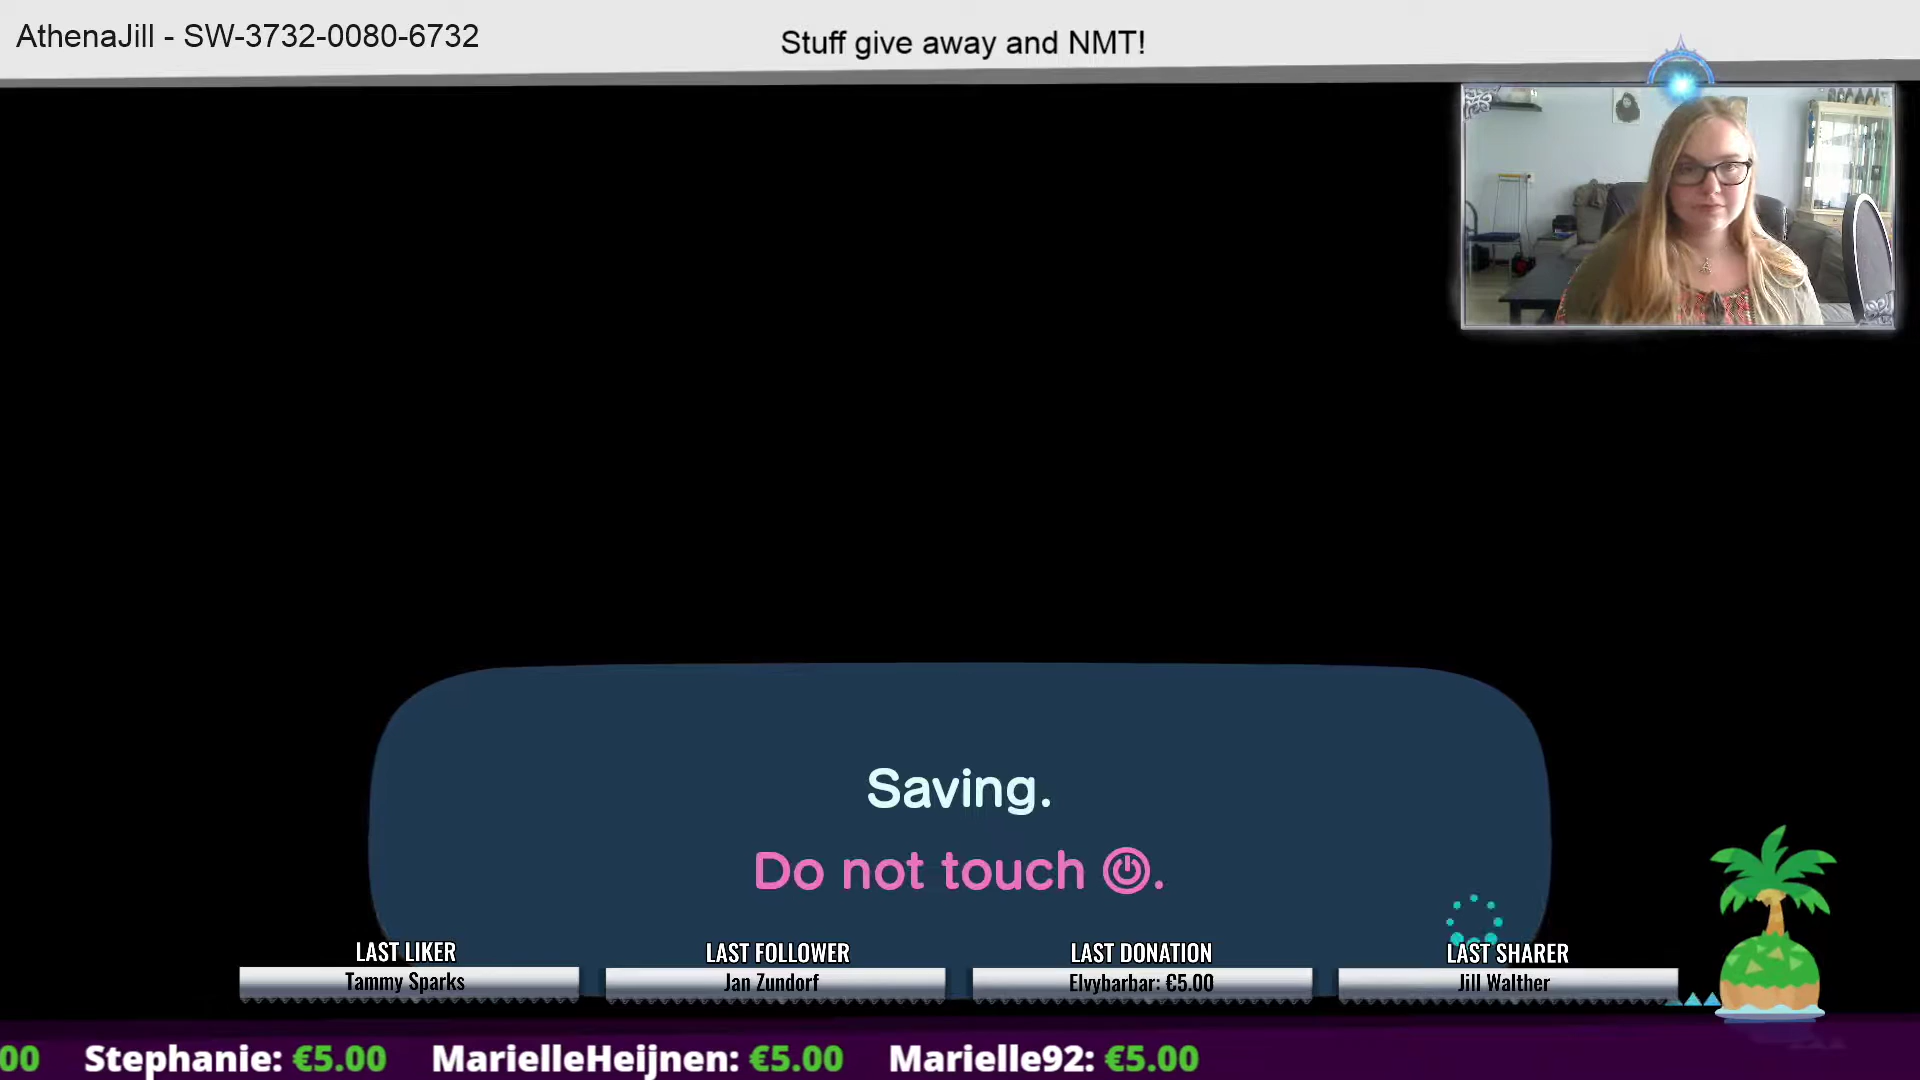 AthenaJill - SW-3732-0080-6732
Stuff give away and NMT!
Saving.
Do not touch .
LAST LIKER
Tammy Sparks
LAST FOLLOWER
Jan Zundorf
LAST DONATION
Elvybarbar: €5.00
LAST SHARER
Jill Walther
00 Stephanie: €5.00 MarielleHeijnen: €5.00 Marielle92: €5.00